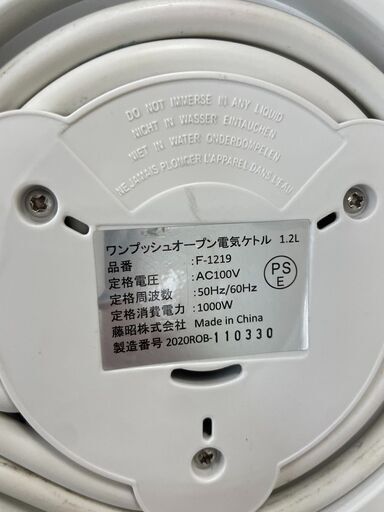 DO NOT IMMERSE IN ANY LIQUID
NICHT IN WASSER EINTAUCHEN
NIET IN WATER ONDERDOMPELEN
NE JAMAIS PLONGER L'APPAREIL DANS L'EAU
ワンプッシュオープン電気ケトル 1.2L
品番 :F-1219
定格電圧 :AC100V
定格周波数 :50Hz/60Hz
定格消費電力 :1000W
藤昭株式会社 Made in China
製造番号 2020ROB-110330
PS
E